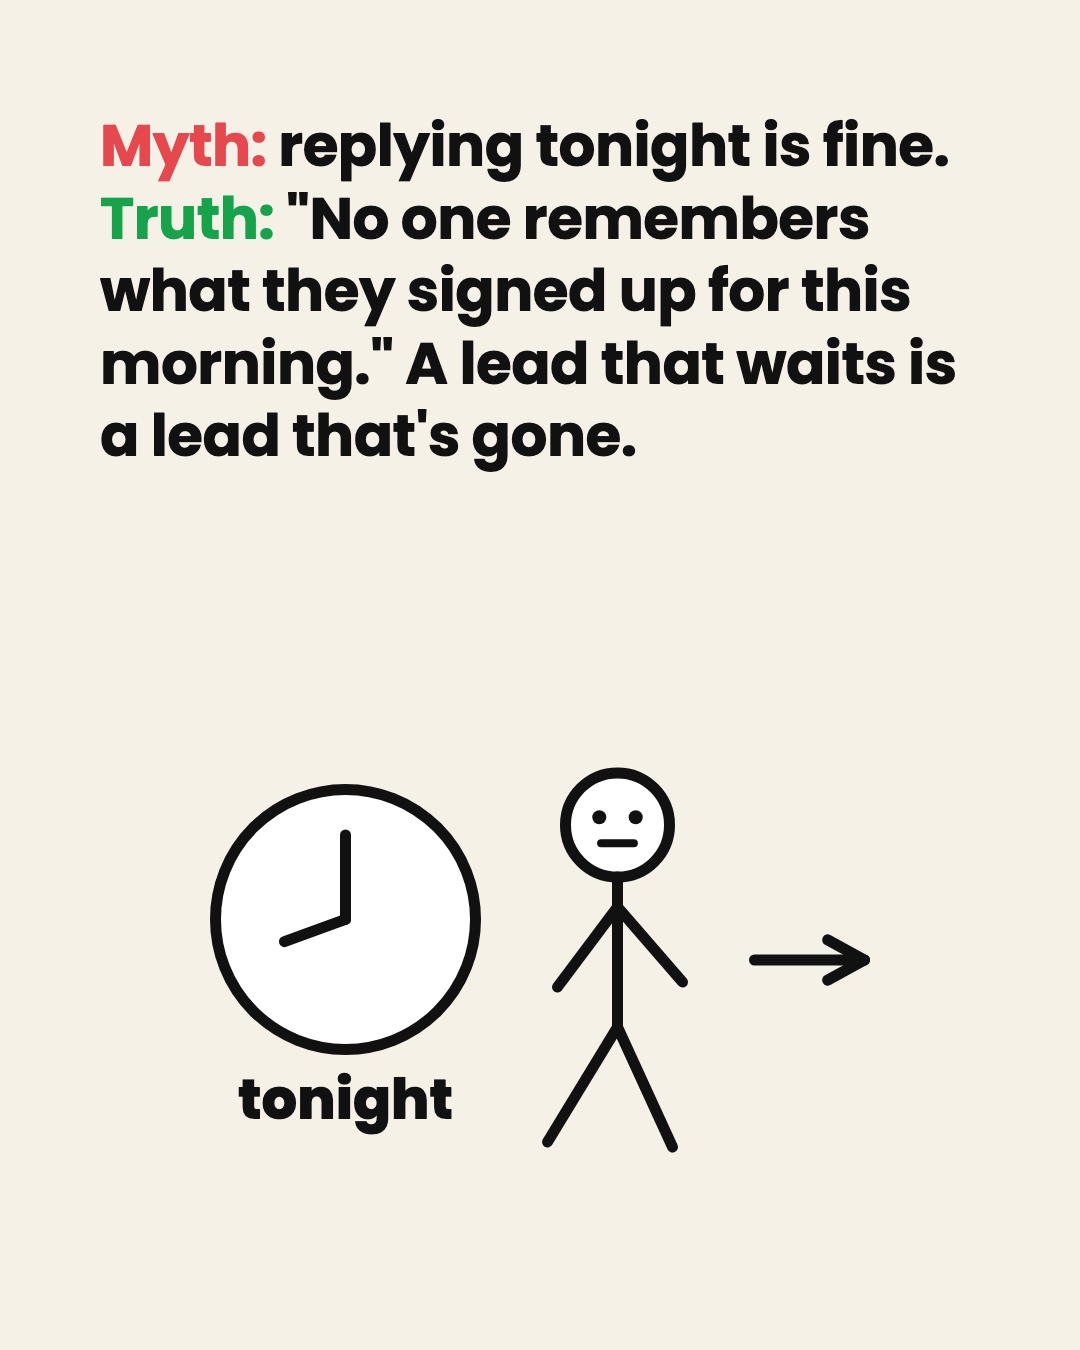 Myth: replying tonight is fine.
Truth: "No one remembers
what they signed up for this
morning." A lead that waits is
a lead that's gone.
tonight